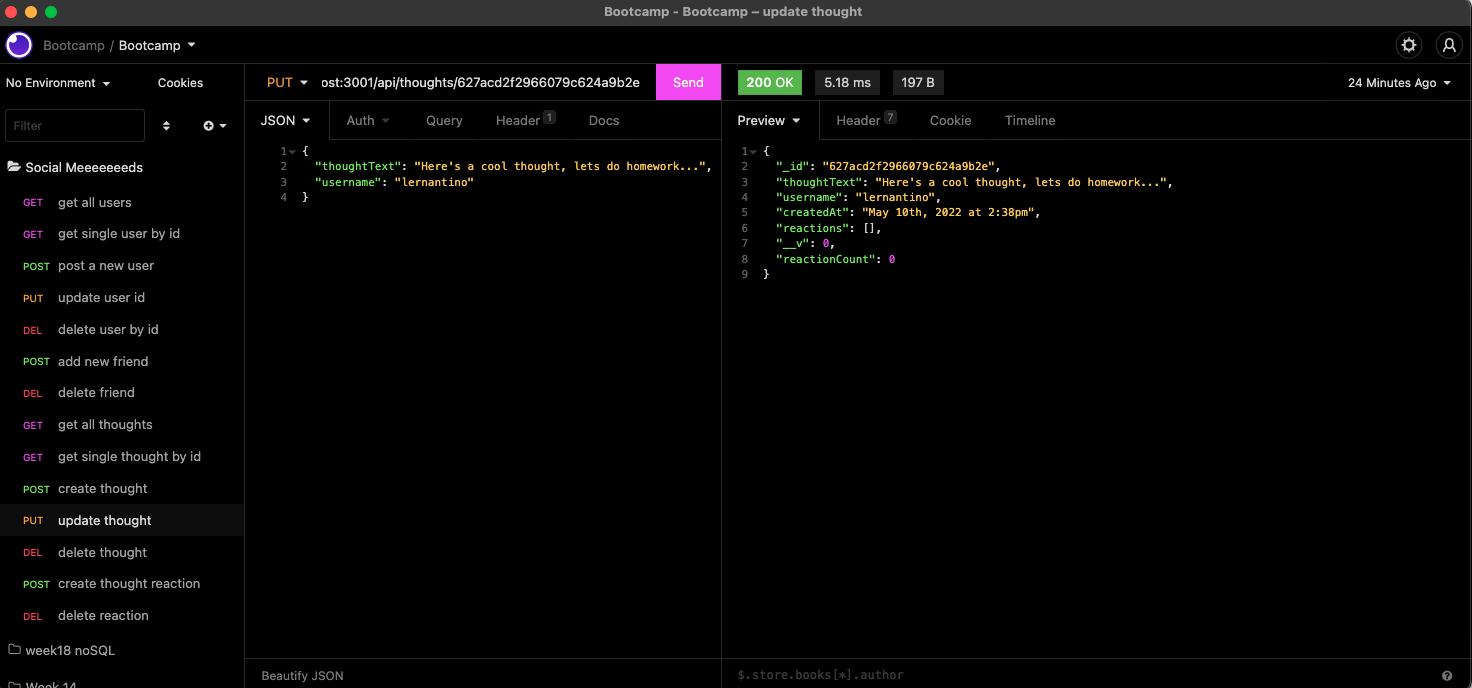 Bootcamp - Bootcamp – update thought
Bootcamp / Bootcamp
No Environment
Cookies
Filter
Social Meeeeeeds
GET get all users
GET get single user by id
POST post a new user
PUT update user id
DEL delete user by id
POST add new friend
DEL delete friend
GET get all thoughts
GET get single thought by id
POST create thought
PUT update thought
DEL delete thought
POST create thought reaction
DEL delete reaction
week18 noSQL
Week 14
PUT ost:3001/api/thoughts/627acd2f2966079c624a9b2e Send
JSON Auth Query Header 1 Docs
1 {
2 "thoughtText": "Here's a cool thought, lets do homework...",
3 "username": "lernantino"
4 }
Beautify JSON
200 OK 5.18 ms 197 B 24 Minutes Ago
Preview Header 7 Cookie Timeline
1 {
2 "_id": "627acd2f2966079c624a9b2e",
3 "thoughtText": "Here's a cool thought, lets do homework...",
4 "username": "lernantino",
5 "createdAt": "May 10th, 2022 at 2:38pm",
6 "reactions": [],
7 "__v": 0,
8 "reactionCount": 0
9 }
$.store.books[*].author